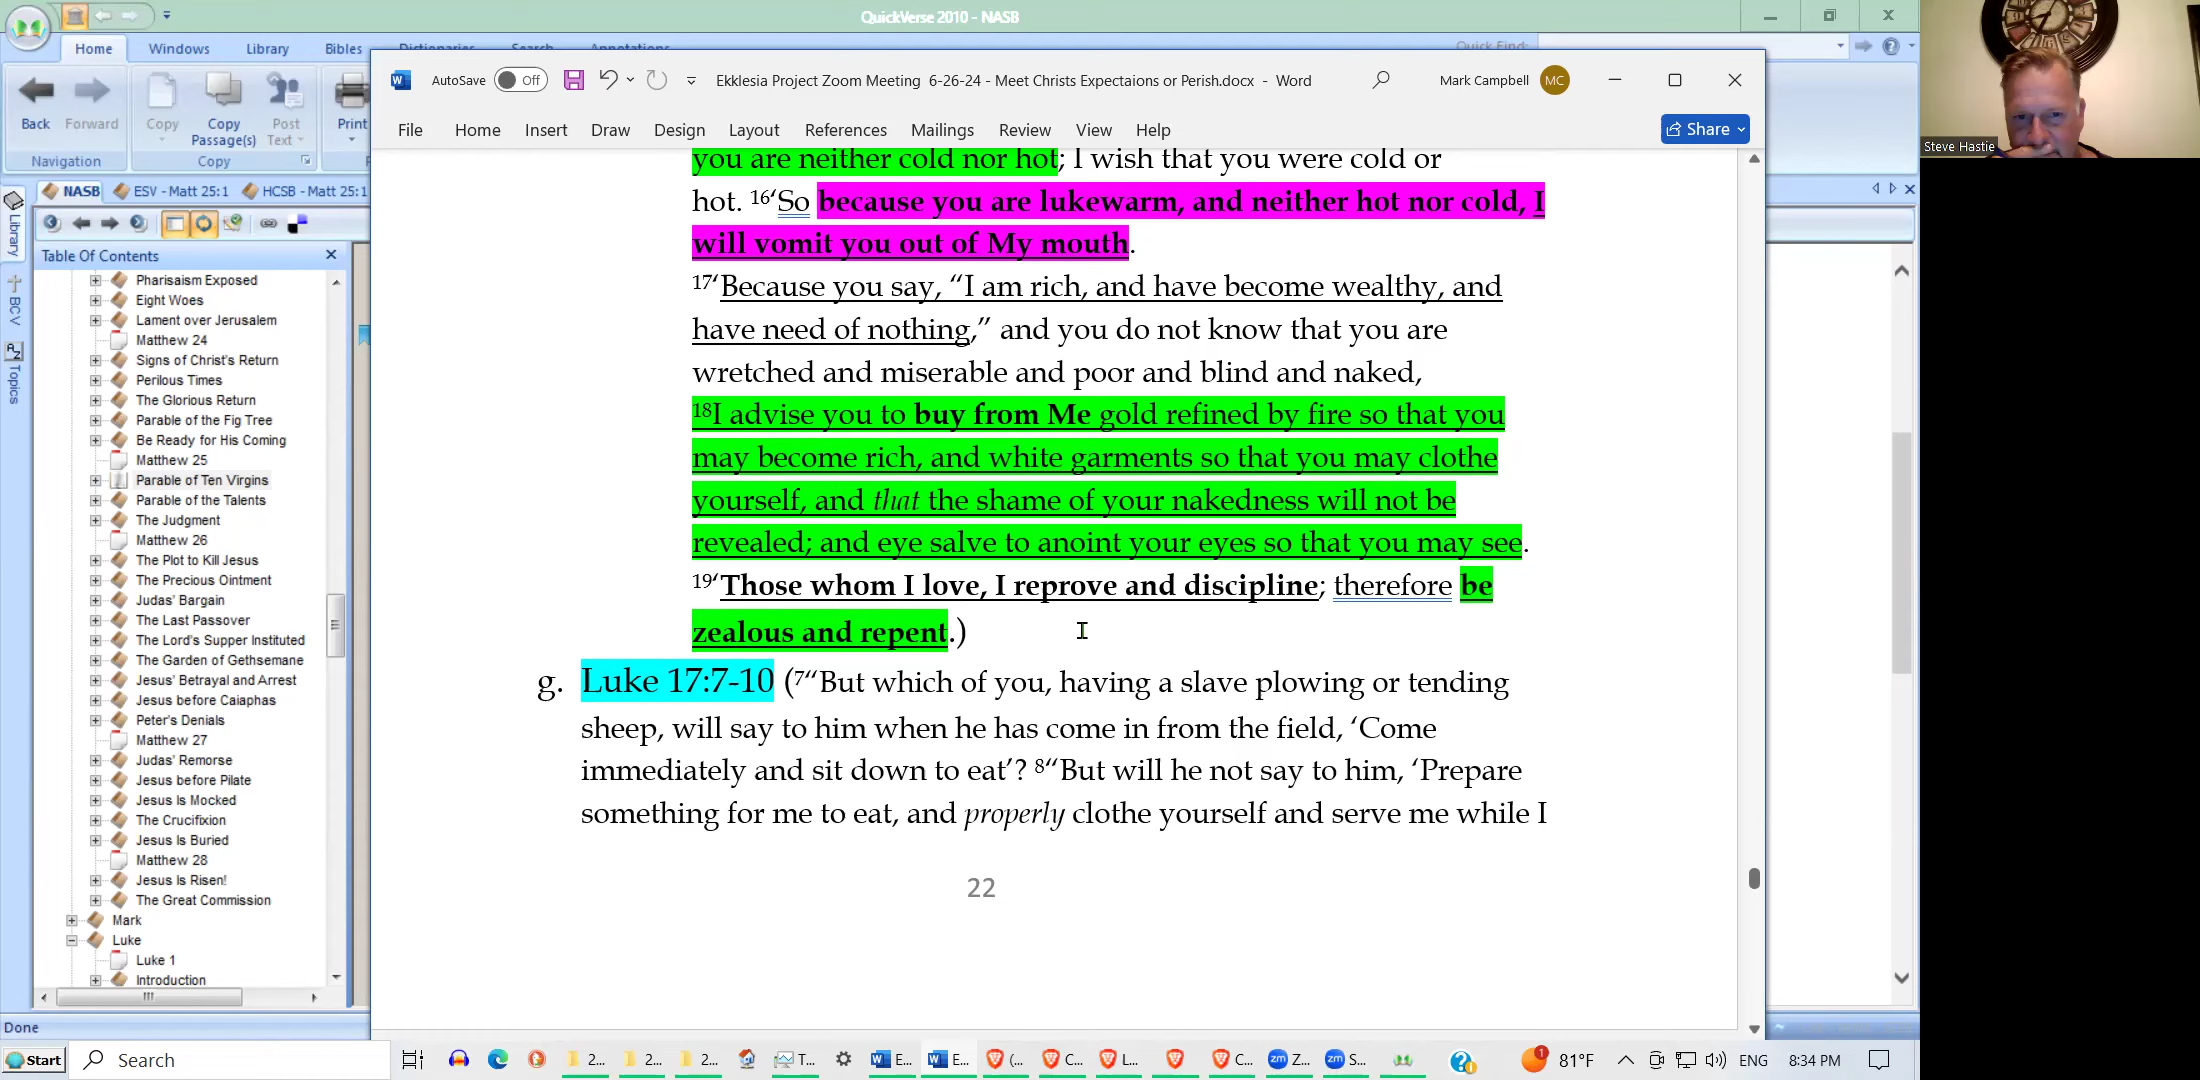 QuickVerse 2010 - NASB
Home Windows Library Bibles Dictionaries Search Annotations Quick Find:
Back Forward Copy Copy Passage(s) Post Text Print
Navigation Copy
NASB ESV - Matt 25:1 HCSB - Matt 25:1
Library
BCV
Topics
Table Of Contents
Pharisaism Exposed
Eight Woes
Lament over Jerusalem
Matthew 24
Signs of Christ's Return
Perilous Times
The Glorious Return
Parable of the Fig Tree
Be Ready for His Coming
Matthew 25
Parable of Ten Virgins
Parable of the Talents
The Judgment
Matthew 26
The Plot to Kill Jesus
The Precious Ointment
Judas' Bargain
The Last Passover
The Lord's Supper Instituted
The Garden of Gethsemane
Jesus' Betrayal and Arrest
Jesus before Caiaphas
Peter's Denials
Matthew 27
Judas' Remorse
Jesus before Pilate
Jesus Is Mocked
The Crucifixion
Jesus Is Buried
Matthew 28
Jesus Is Risen!
The Great Commission
Mark
Luke
Luke 1
Introduction
Done
AutoSave Off Ekklesia Project Zoom Meeting 6-26-24 - Meet Christs Expectaions or Perish.docx - Word Mark Campbell MC
File Home Insert Draw Design Layout References Mailings Review View Help Share
you are neither cold nor hot; I wish that you were cold or
hot. 16‘So because you are lukewarm, and neither hot nor cold, I
will vomit you out of My mouth.
17‘Because you say, “I am rich, and have become wealthy, and
have need of nothing,” and you do not know that you are
wretched and miserable and poor and blind and naked,
18I advise you to buy from Me gold refined by fire so that you
may become rich, and white garments so that you may clothe
yourself, and that the shame of your nakedness will not be
revealed; and eye salve to anoint your eyes so that you may see.
19‘Those whom I love, I reprove and discipline; therefore be
zealous and repent.)
g. Luke 17:7-10 (7“But which of you, having a slave plowing or tending
sheep, will say to him when he has come in from the field, ‘Come
immediately and sit down to eat’? 8“But will he not say to him, ‘Prepare
something for me to eat, and properly clothe yourself and serve me while I
22
Steve Hastie
Start Search 2... 2... 2... T... E... E... (... C... L... C... zm Z... zm S... 1 81°F ENG 8:34 PM